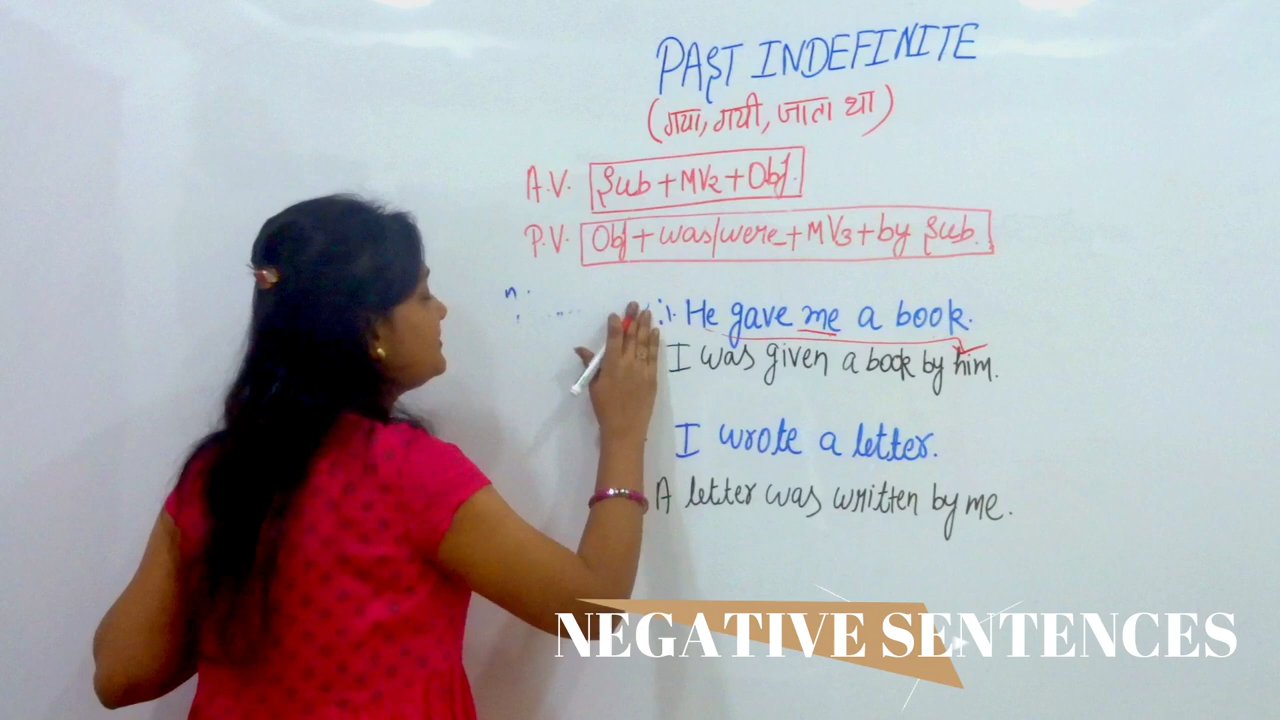 PAST INDEFINITE
(गया, गयी, जाता था)
A.V. Sub + MV2 + Obj.
P.V. Obj + was/were + MV3 + by Sub.
He gave me a book.
I was given a book by him.
I wrote a letter.
A letter was written by me.
NEGATIVE SENTENCES